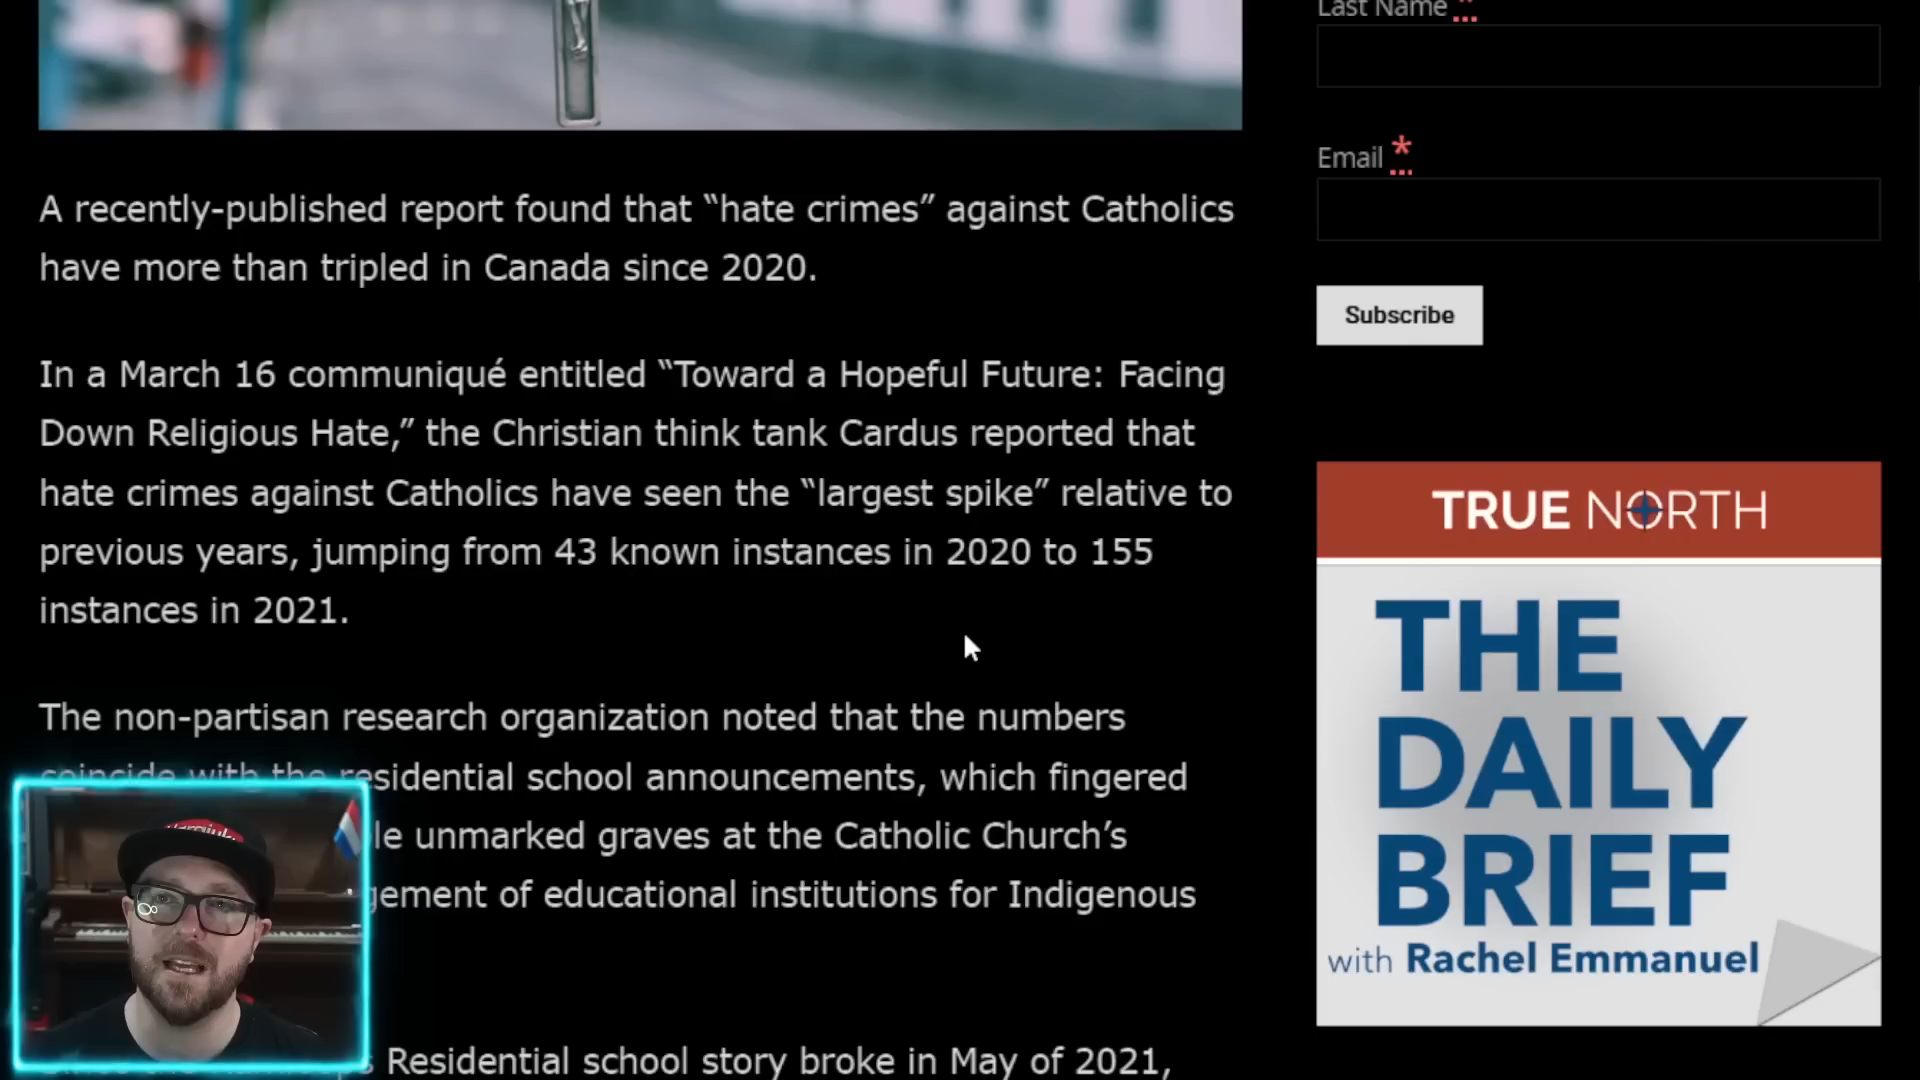 Last Name *
Email *
Subscribe
A recently-published report found that “hate crimes” against Catholics
have more than tripled in Canada since 2020.
In a March 16 communiqué entitled “Toward a Hopeful Future: Facing
Down Religious Hate,” the Christian think tank Cardus reported that
hate crimes against Catholics have seen the “largest spike” relative to
previous years, jumping from 43 known instances in 2020 to 155
instances in 2021.
The non-partisan research organization noted that the numbers
coincide with the residential school announcements, which fingered
unmarked graves at the Catholic Church’s
of educational institutions for Indigenous
Residential school story broke in May of 2021,
TRUE NORTH
THE
DAILY
BRIEF
with Rachel Emmanuel